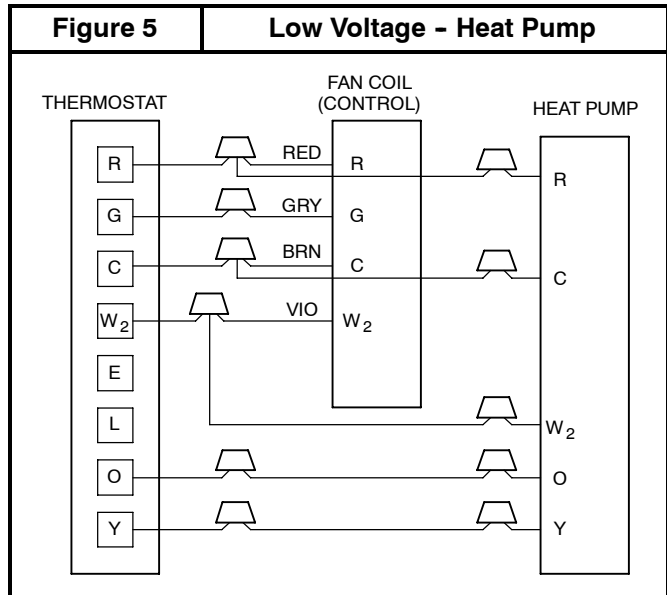 Figure 5
Low Voltage - Heat Pump
THERMOSTAT
FAN COIL
(CONTROL)
HEAT PUMP
R
RED
R
R
G
GRY
G
C
BRN
C
C
W2
VIO
W2
E
L
W2
O
O
Y
Y